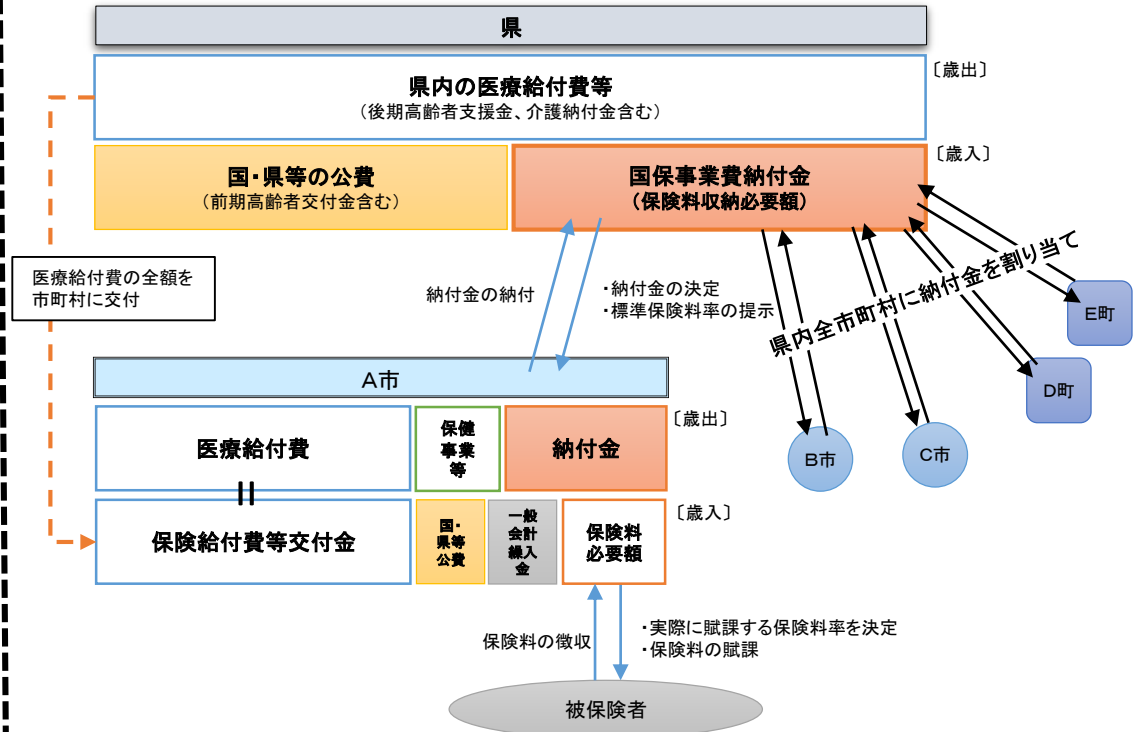 県
県内の医療給付費等
(後期高齢者支援金、介護納付金含む)
〔歳出〕
国・県等の公費
(前期高齢者交付金含む)
国保事業費納付金
(保険料収納必要額)
〔歳入〕
医療給付費の全額を
市町村に交付
納付金の納付
・納付金の決定
・標準保険料率の提示
県内全市町村に納付金を割り当て
E町
D町
B市
C市
A市
医療給付費
保健
事業
等
納付金
〔歳出〕
保険給付費等交付金
国・
県等
公費
一般
会計
繰入
金
保険料
必要額
〔歳入〕
保険料の徴収
・実際に賦課する保険料率を決定
・保険料の賦課
被保険者